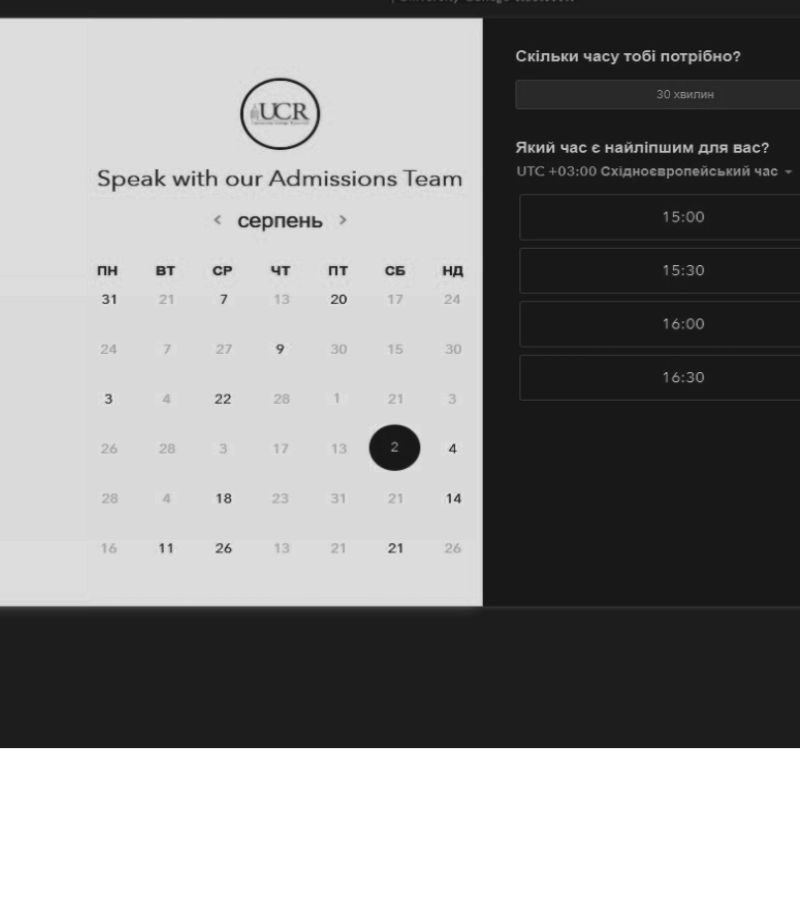 UCR
Speak with our Admissions Team
< серпень >
ПН ВТ СР ЧТ ПТ СБ НД
31 21 7 13 20 17 24
24 7 27 9 30 15 30
3 4 22 28 1 21 3
26 28 3 17 13 2 4
28 4 18 23 31 21 14
16 11 26 13 21 21 26
Скільки часу тобі потрібно?
30 хвилин
Який час є найліпшим для вас?
UTC +03:00 Східноєвропейський час
15:00
15:30
16:00
16:30